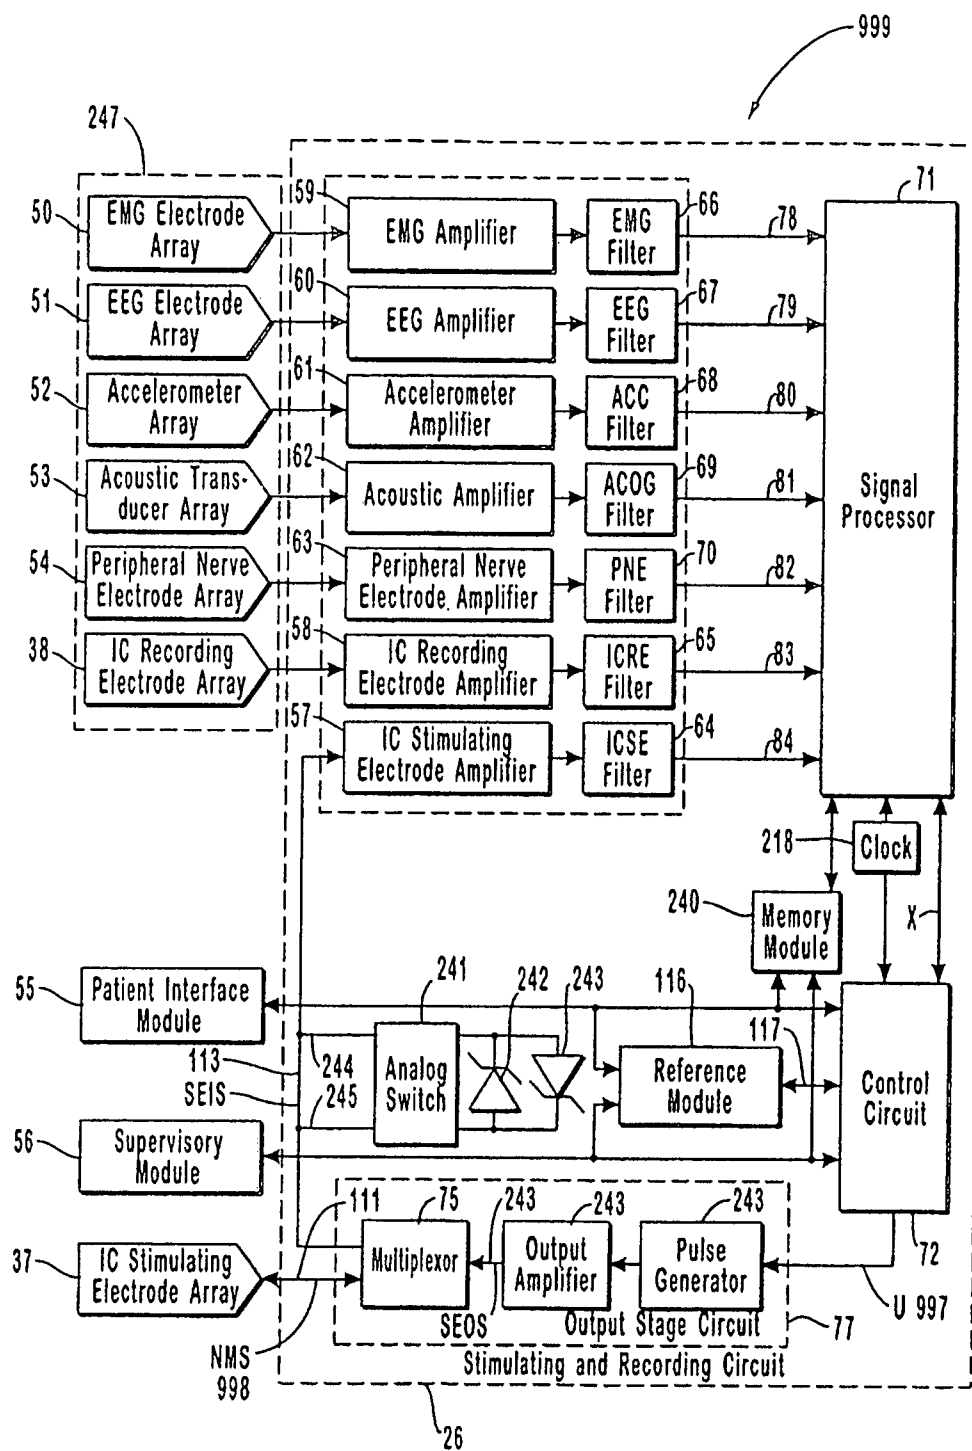 999
247
59
71
50
EMG Electrode
Array
EMG Amplifier
EMG
Filter
66
78
51
EEG Electrode
Array
60
EEG Amplifier
EEG
Filter
67
79
52
Accelerometer
Array
61
Accelerometer
Amplifier
ACC
Filter
68
80
53
Acoustic Trans-
ducer Array
62
Acoustic Amplifier
ACOG
Filter
69
81
Signal
Processor
54
Peripheral Nerve
Electrode Array
63
Peripheral Nerve
Electrode Amplifier
PNE
Filter
70
82
38
IC Recording
Electrode Array
58
IC Recording
Electrode Amplifier
ICRE
Filter
65
83
57
IC Stimulating
Electrode Amplifier
ICSE
Filter
64
84
218
Clock
240
Memory
Module
X
55
Patient Interface
Module
241
242
243
116
117
113
SEIS
244
245
Analog
Switch
Reference
Module
Control
Circuit
56
Supervisory
Module
111
75
243
243
243
72
37
IC Stimulating
Electrode Array
Multiplexor
Output
Amplifier
Pulse
Generator
U 997
SEOS
Output Stage Circuit
77
NMS
998
Stimulating and Recording Circuit
26